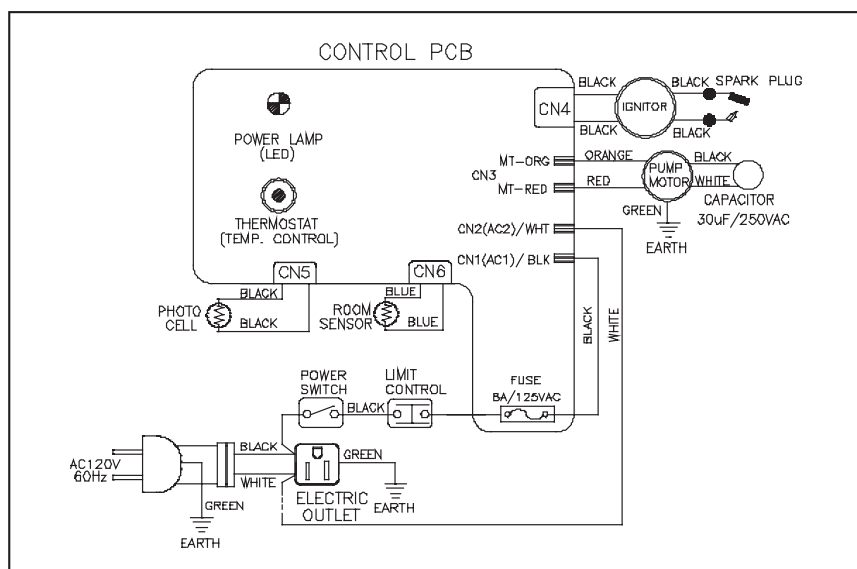 CONTROL PCB
POWER LAMP
(LED)
THERMOSTAT
(TEMP. CONTROL)
CN4
BLACK
BLACK
IGNITOR
BLACK
BLACK
SPARK PLUG
MT-ORG
CN3
MT-RED
ORANGE
RED
PUMP
MOTOR
BLACK
WHITE
CAPACITOR
30uF/250VAC
GREEN
EARTH
CN2(AC2)/WHT
CN1(AC1)/ BLK
CN5
CN6
BLACK
BLACK
PHOTO
CELL
BLUE
BLUE
ROOM
SENSOR
BLACK
WHITE
POWER
SWITCH
BLACK
LIMIT
CONTROL
FUSE
8A/125VAC
AC120V
60Hz
BLACK
WHITE
GREEN
EARTH
GREEN
EARTH
ELECTRIC
OUTLET